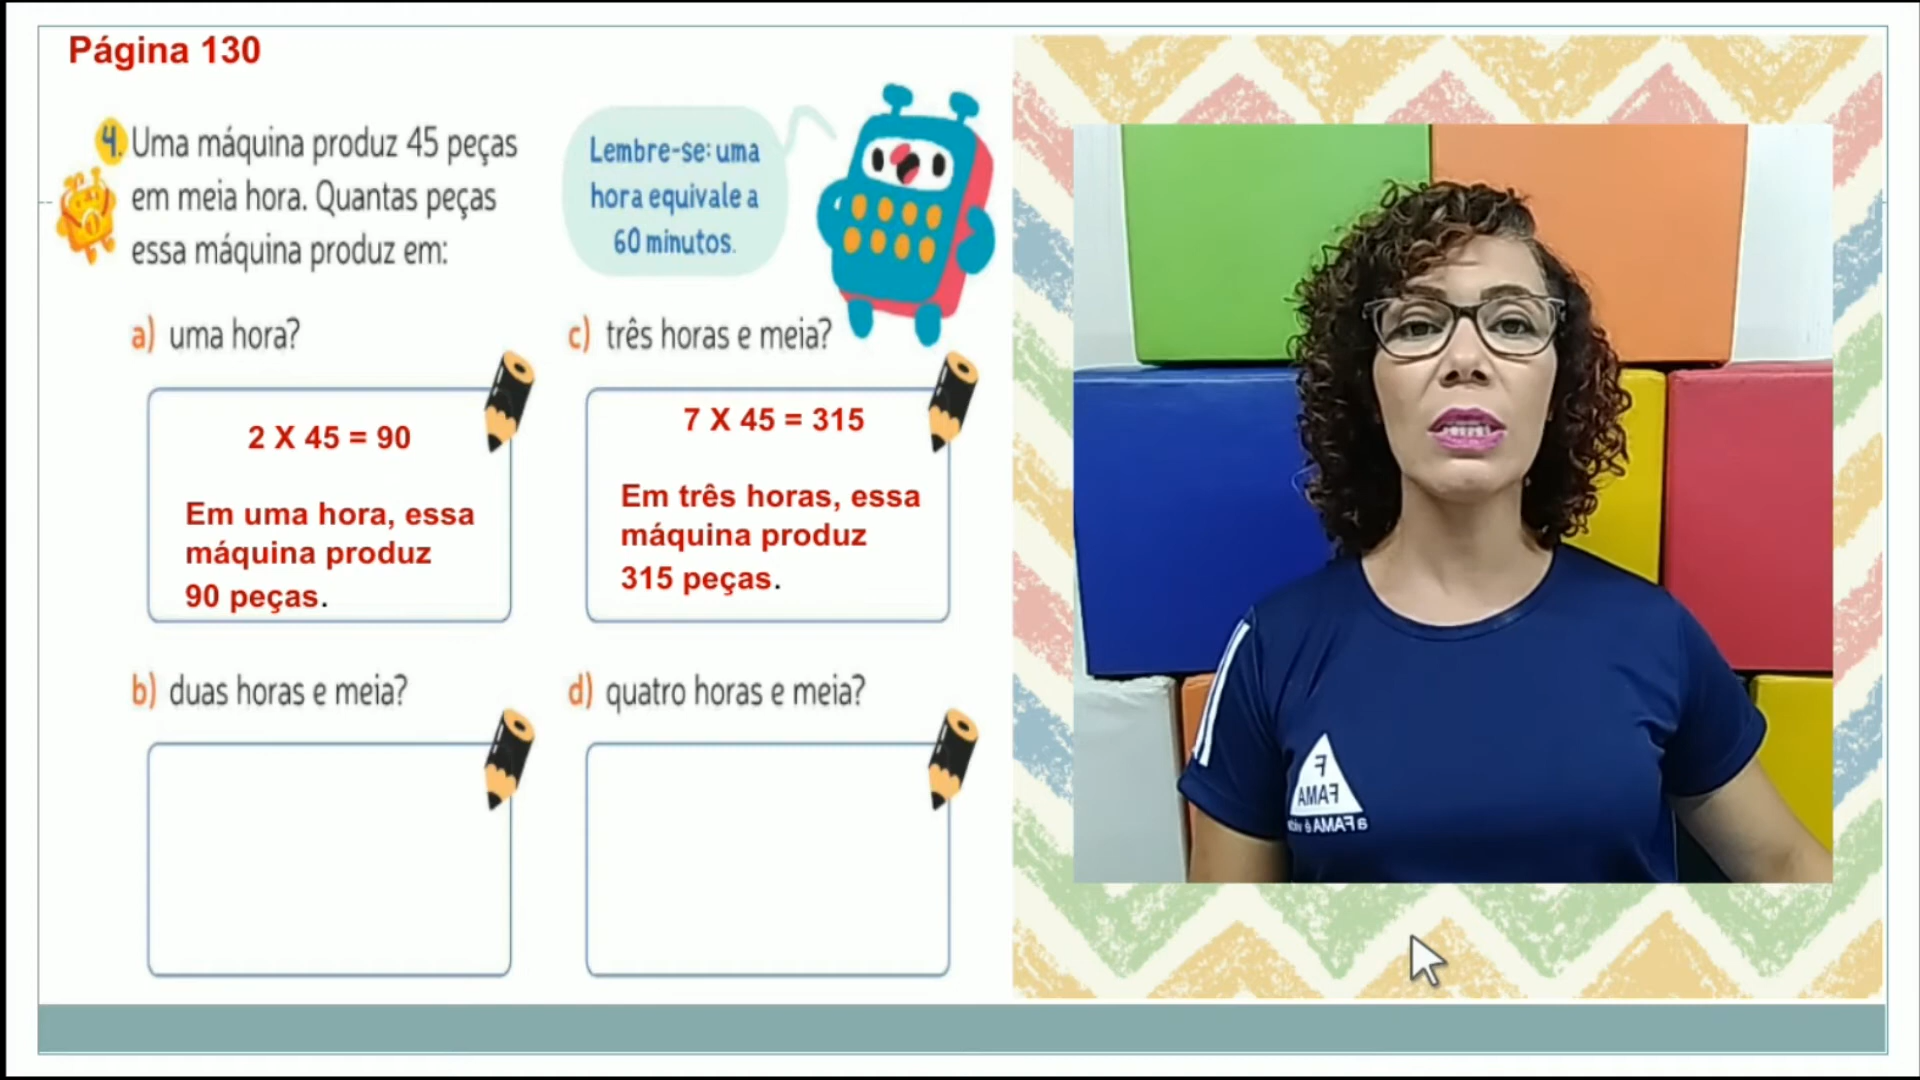 Página 130
4. Uma máquina produz 45 peças
em meia hora. Quantas peças
essa máquina produz em:
Lembre-se: uma
hora equivale a
60 minutos.
a) uma hora?
2 X 45 = 90
Em uma hora, essa
máquina produz
90 peças.
c) três horas e meia?
7 X 45 = 315
Em três horas, essa
máquina produz
315 peças.
b) duas horas e meia?
d) quatro horas e meia?
F
FAMA
a FAMA é